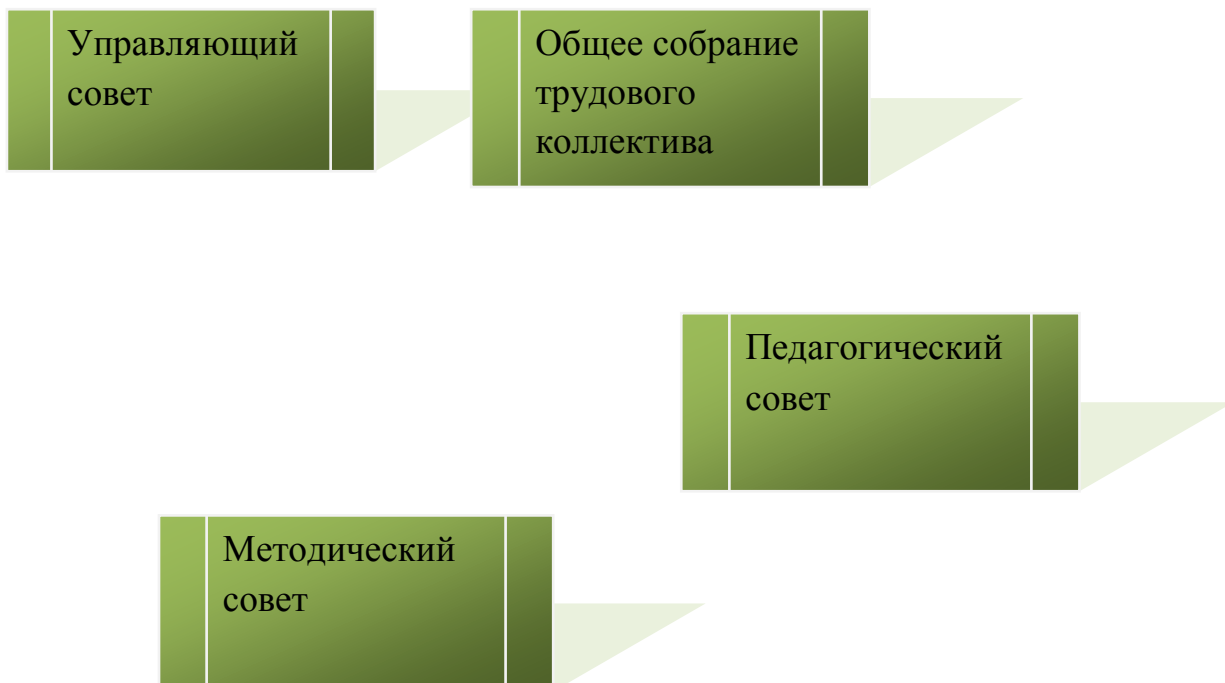 Управляющий
совет
Общее собрание
трудового
коллектива
Педагогический
совет
Методический
совет